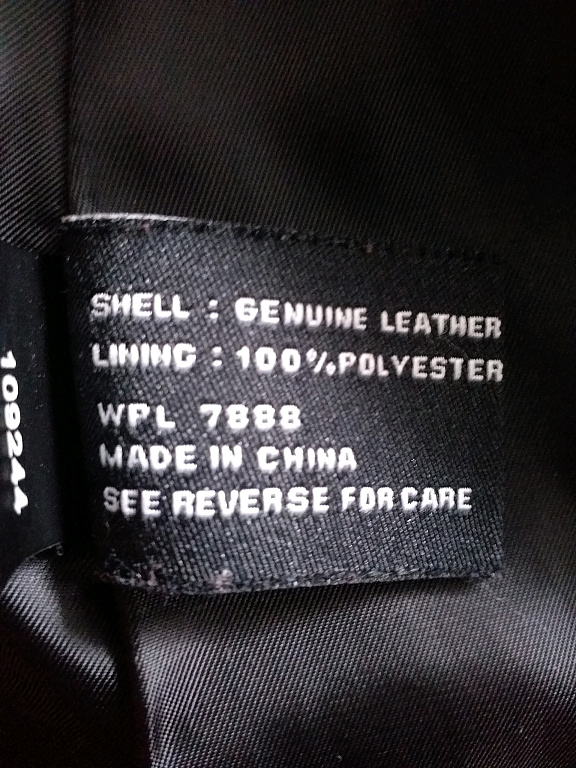 SHELL : GENUINE LEATHER
LINING : 100% POLYESTER
WPL 7888
MADE IN CHINA
SEE REVERSE FOR CARE
109244